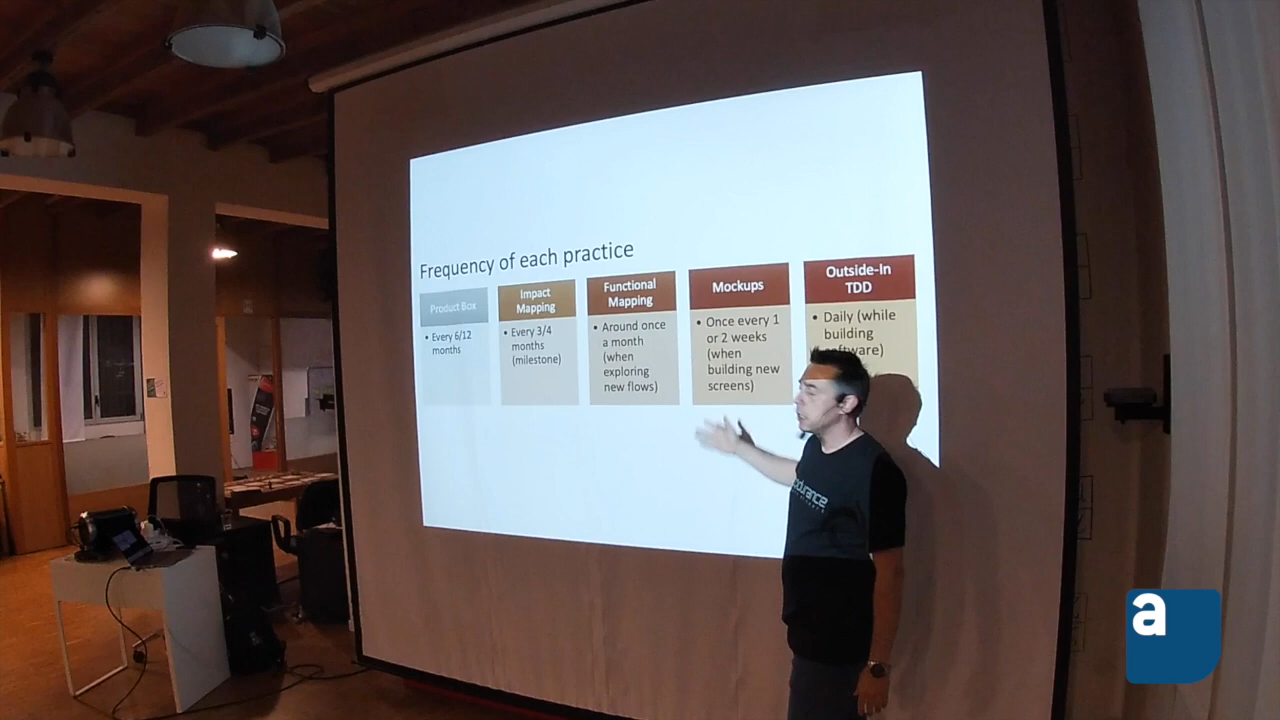 Frequency of each practice
Product Box
• Every 6/12
months
Impact
Mapping
• Every 3/4
months
(milestone)
Functional
Mapping
• Around once
a month
(when
exploring
new flows)
Mockups
• Once every 1
or 2 weeks
(when
building new
screens)
Outside-In
TDD
• Daily (while
building
software)
a